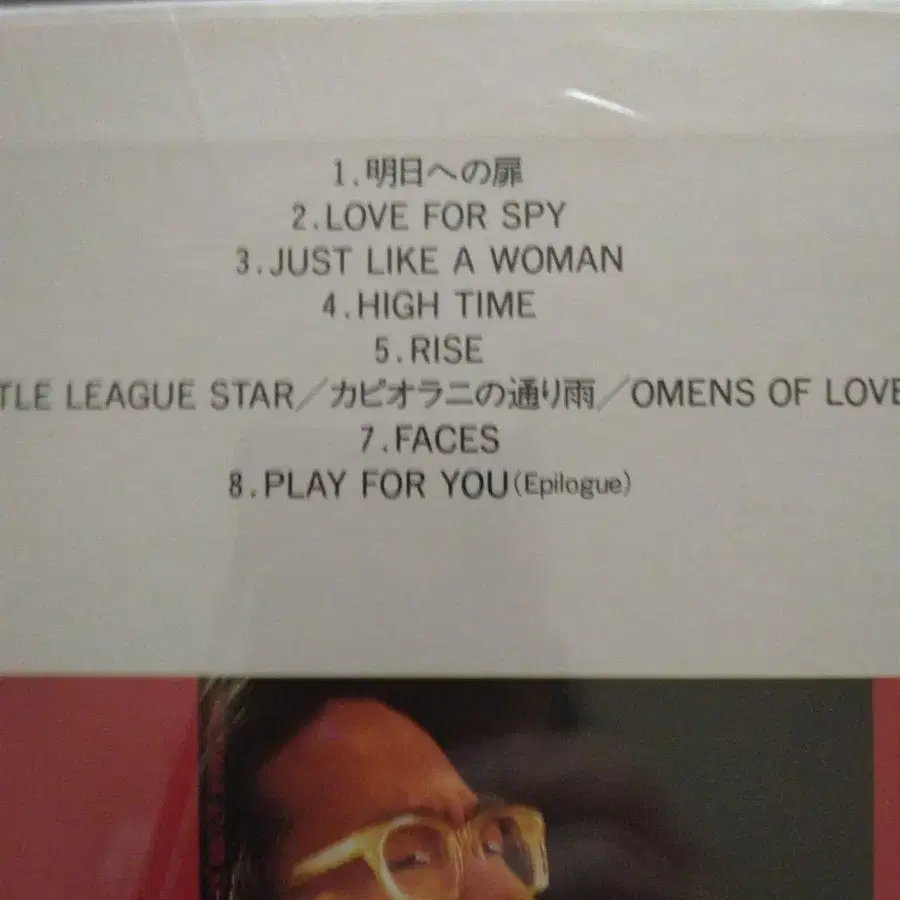 1.明日への扉
2.LOVE FOR SPY
3.JUST LIKE A WOMAN
4.HIGH TIME
5.RISE
TLE LEAGUE STAR／カピオラニの通り雨／OMENS OF LOVE
7.FACES
8.PLAY FOR YOU(Epilogue)